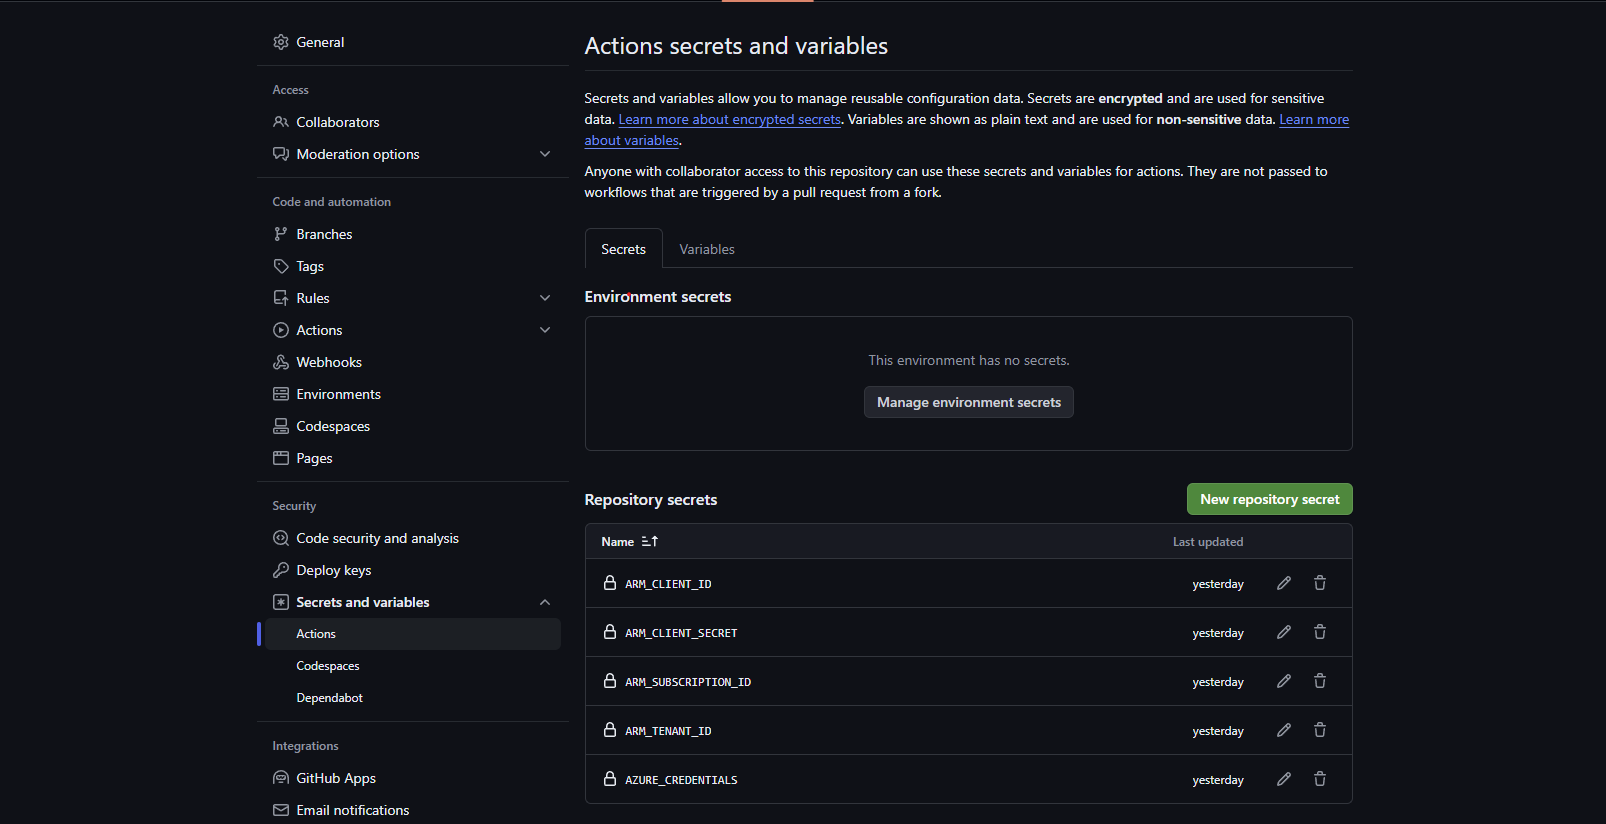 General
Access
Collaborators
Moderation options
Code and automation
Branches
Tags
Rules
Actions
Webhooks
Environments
Codespaces
Pages
Security
Code security and analysis
Deploy keys
Secrets and variables
Actions
Codespaces
Dependabot
Integrations
GitHub Apps
Email notifications
Actions secrets and variables
Secrets and variables allow you to manage reusable configuration data. Secrets are encrypted and are used for sensitive
data. Learn more about encrypted secrets. Variables are shown as plain text and are used for non-sensitive data. Learn more
about variables.
Anyone with collaborator access to this repository can use these secrets and variables for actions. They are not passed to
workflows that are triggered by a pull request from a fork.
Secrets Variables
Environment secrets
This environment has no secrets.
Manage environment secrets
Repository secrets New repository secret
Name Last updated
ARM_CLIENT_ID yesterday
ARM_CLIENT_SECRET yesterday
ARM_SUBSCRIPTION_ID yesterday
ARM_TENANT_ID yesterday
AZURE_CREDENTIALS yesterday